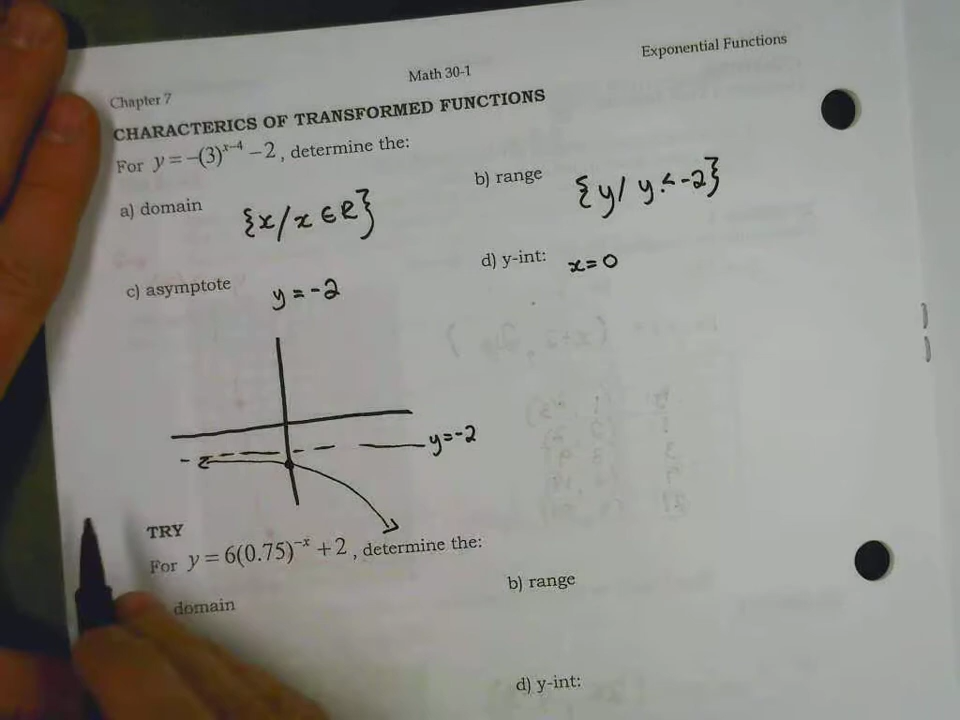 Exponential Functions
Math 30-1
Chapter 7
CHARACTERICS OF TRANSFORMED FUNCTIONS
For y = -(3)^{x-4} - 2, determine the:
a) domain {x/x ∈ R}
b) range {y/ y < -2}
c) asymptote y = -2
d) y-int: x = 0
y = -2
TRY
For y = 6(0.75)^{-x} + 2, determine the:
domain
b) range
d) y-int: